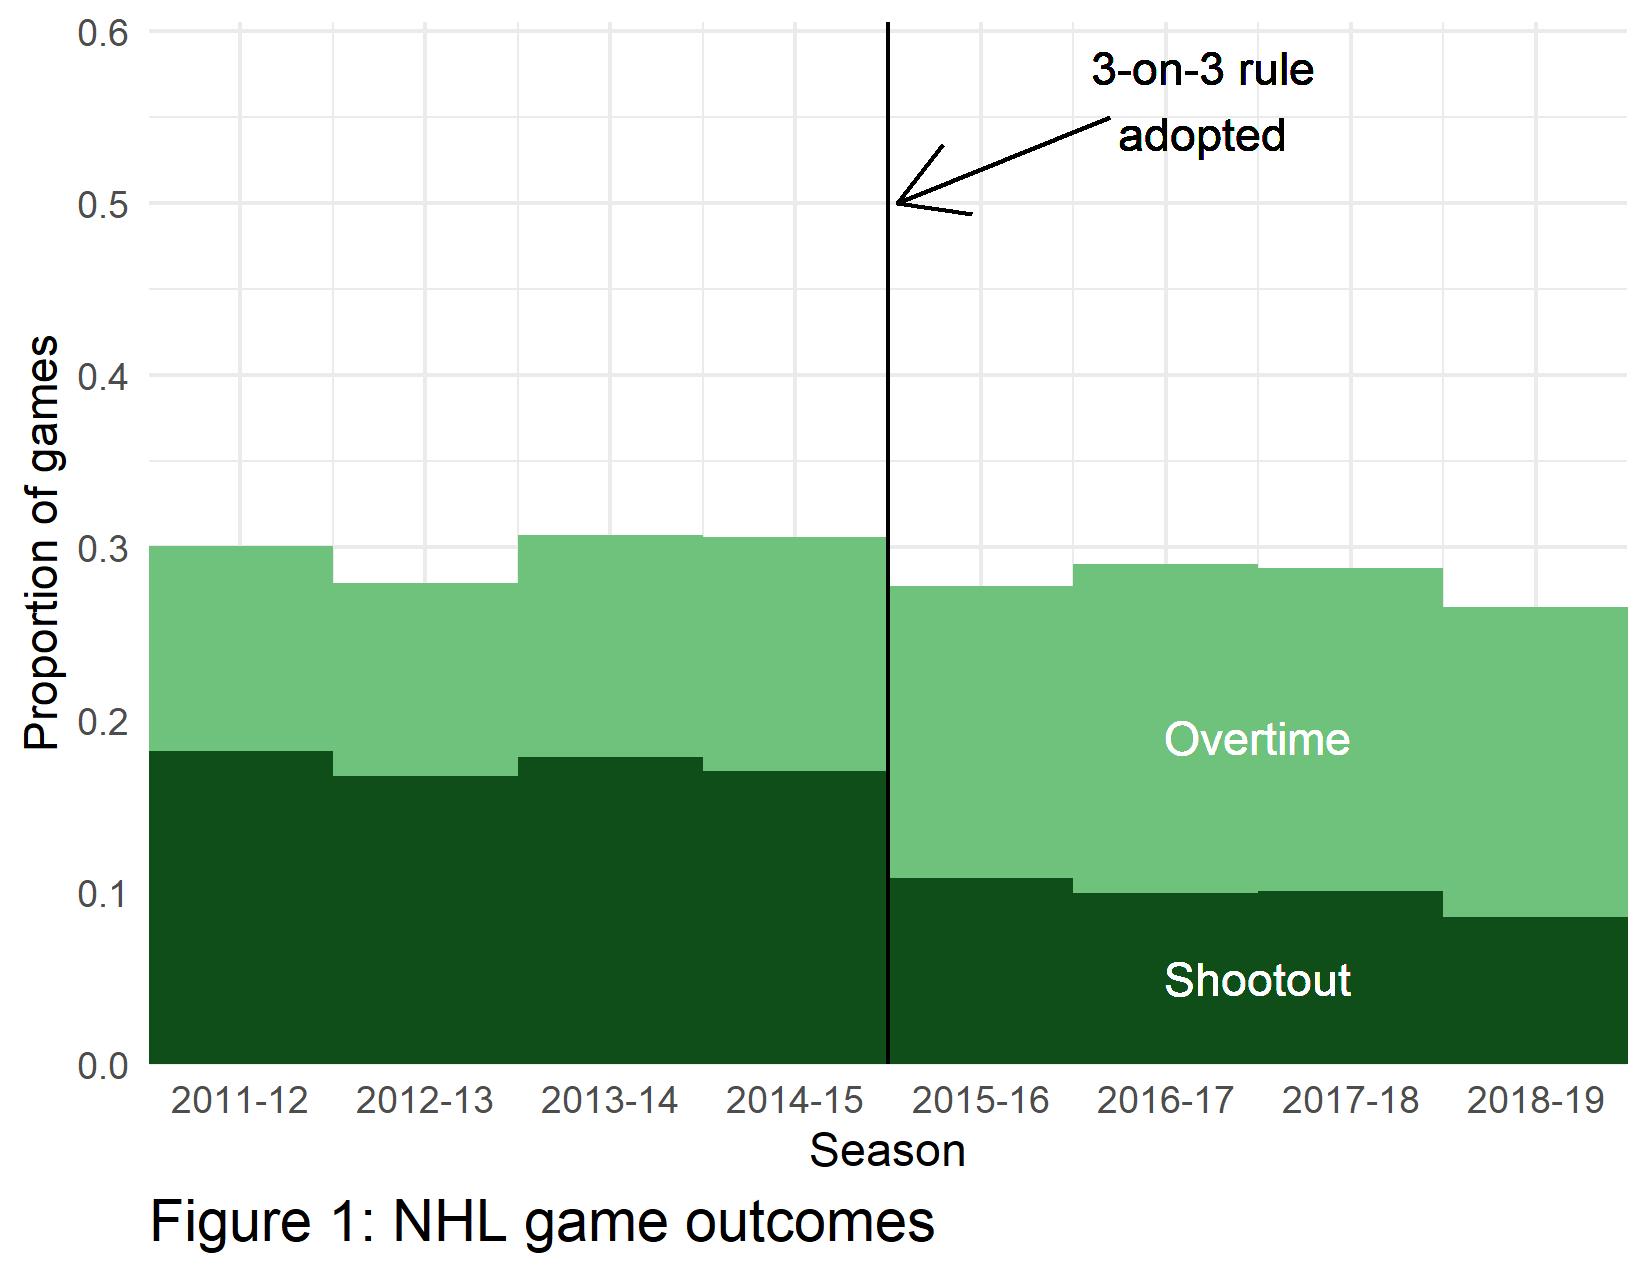 0.6
0.5
0.4
0.3
0.2
0.1
0.0
Proportion of games
3-on-3 rule
adopted
Overtime
Shootout
2011-12 2012-13 2013-14 2014-15 2015-16 2016-17 2017-18 2018-19
Season
Figure 1: NHL game outcomes